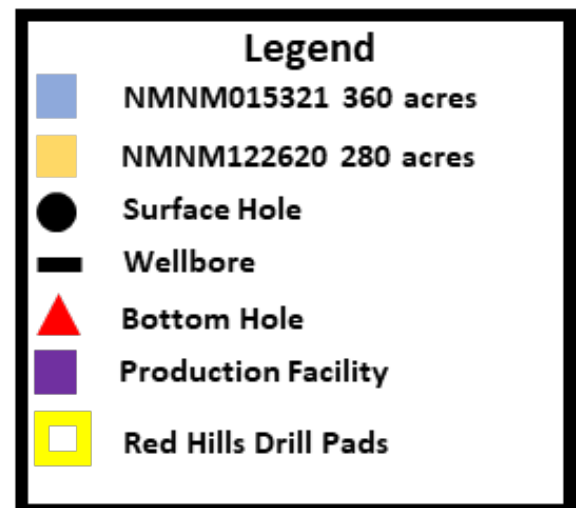 Legend
NMNM015321 360 acres
NMNM122620 280 acres
Surface Hole
Wellbore
Bottom Hole
Production Facility
Red Hills Drill Pads